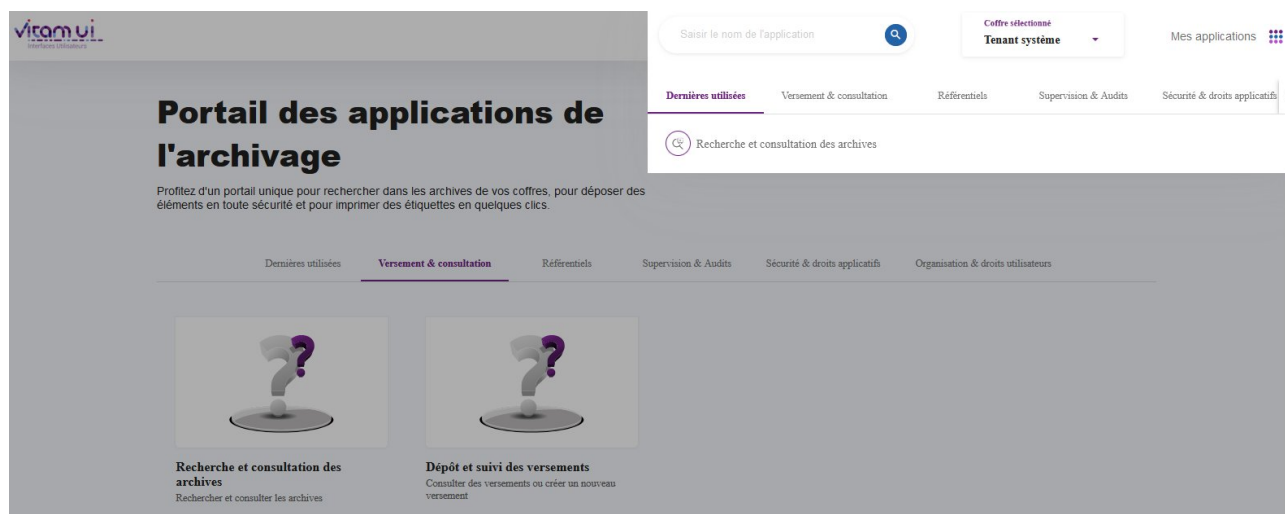 vitam ui
Interfaces Utilisateurs
Saisir le nom de l'application
Coffre sélectionné
Tenant système
Mes applications
Dernières utilisées Versement & consultation Référentiels Supervision & Audits Sécurité & droits applicatifs
Recherche et consultation des archives
Portail des applications de
l'archivage
Profitez d'un portail unique pour rechercher dans les archives de vos coffres, pour déposer des
éléments en toute sécurité et pour imprimer des étiquettes en quelques clics.
Dernières utilisées Versement & consultation Référentiels Supervision & Audits Sécurité & droits applicatifs Organisation & droits utilisateurs
Recherche et consultation des
archives
Rechercher et consulter les archives
Dépôt et suivi des versements
Consulter des versements ou créer un nouveau
versement